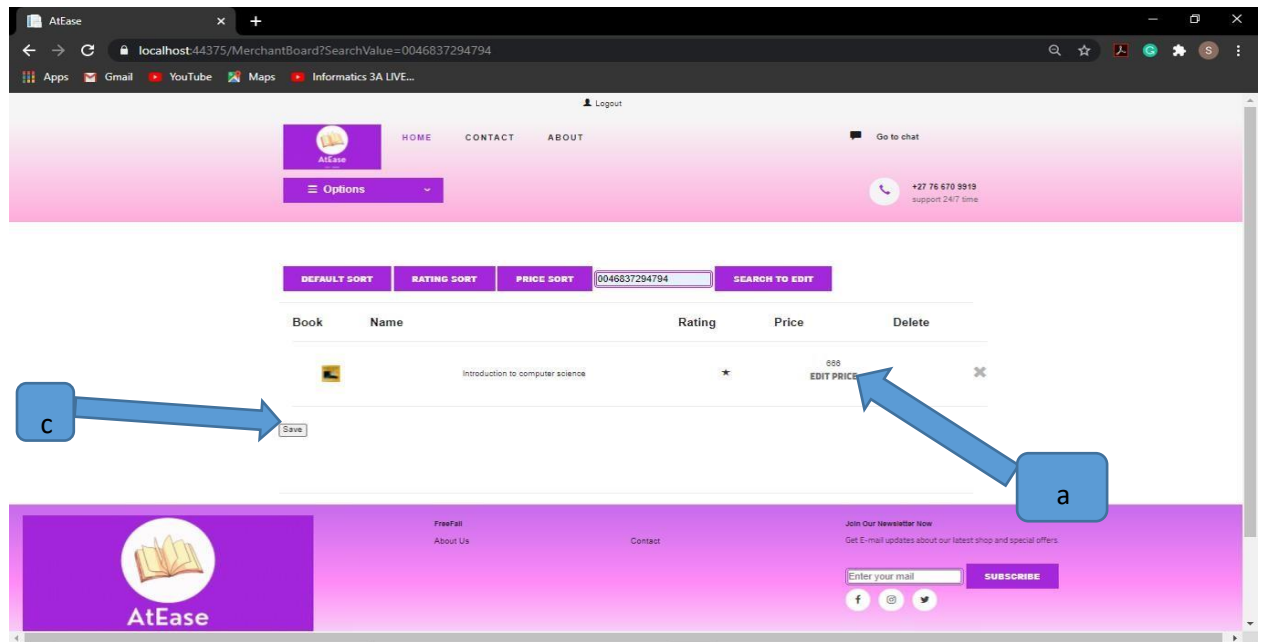 AtEase
localhost:44375/MerchantBoard?SearchValue=0046837294794
S
Apps Gmail YouTube Maps Informatics 3A LIVE...
Logout
AtEase
HOME CONTACT ABOUT
Go to chat
Options
+27 76 670 9919
support 24/7 time
DEFAULT SORT RATING SORT PRICE SORT 0046837294794 SEARCH TO EDIT
Book Name Rating Price Delete
Introduction to computer science
666
EDIT PRICE
c
Save
a
AtEase
FreeFall
About Us
Contact
Join Our Newsletter Now
Get E-mail updates about our latest shop and special offers.
Enter your mail SUBSCRIBE